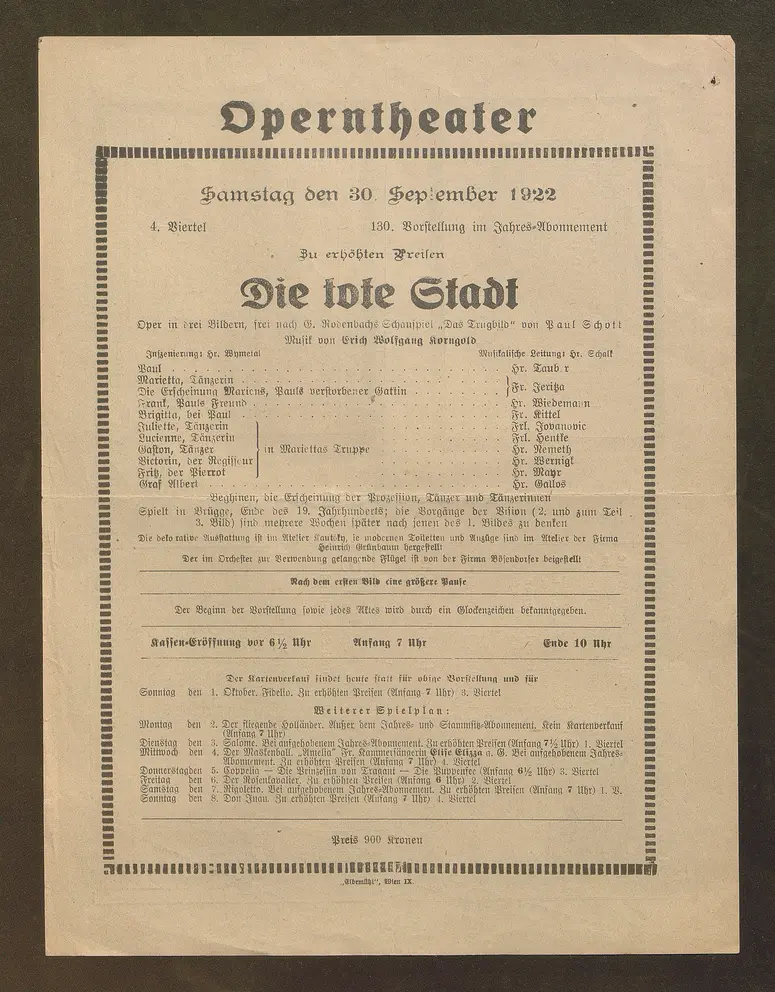 Operntheater
Samstag den 30. September 1922
4. Viertel 130. Vorstellung im Jahres-Abonnement
Zu erhöhten Preisen
Die tote Stadt
Oper in drei Bildern, frei nach G. Rodenbachs Schauspiel „Das Trugbild“ von Paul Schott
Musik von Erich Wolfgang Korngold
Inszenierung: Hr. Wymetal Musikalische Leitung: Hr. Schalk
Paul Hr. Taub r
Marietta, Tänzerin
Die Erscheinung Mariens, Pauls verstorbener Gattin } Fr. Jeritza
Frank, Pauls Freund Hr. Wiedemann
Brigitta, bei Paul Fr. Kittel
Juliette, Tänzerin Frl. Jovanovic
Lucienne, Tänzerin Frl. Hentke
Gaston, Tänzer } in Mariettas Truppe Hr. Nemeth
Victorin, der Regisseur Hr. Wernigk
Fritz, der Pierrot Hr. Mayr
Graf Albert Hr. Gallos
Beghinen, die Erscheinung der Prozession, Tänzer und Tänzerinnen
Spielt in Brügge, Ende des 19. Jahrhunderts; die Vorgänge der Vision (2. und zum Teil
3. Bild) sind mehrere Wochen später nach jenen des 1. Bildes zu denken
Die deko rative Ausstattung ist im Atelier Kautsky, je modernen Toiletten und Anzüge sind im Atelier der Firma
Heinrich Grünbaum hergestellt
Der im Orchester zur Verwendung gelangende Flügel ist von der Firma Bösendorfer beigestellt
Nach dem ersten Bild eine größere Pause
Der Beginn der Vorstellung sowie jedes Aktes wird durch ein Glockenzeichen bekanntgegeben.
Kassen-Eröffnung vor 6½ Uhr Anfang 7 Uhr Ende 10 Uhr
Der Kartenverkauf findet heute statt für obige Vorstellung und für
Sonntag den 1. Oktober. Fidelio. Zu erhöhten Preisen (Anfang 7 Uhr) 3. Viertel
Weiterer Spielplan:
Montag den 2. Der fliegende Holländer. Außer dem Jahres- und Stammsitz-Abonnement. Kein Kartenverkauf
(Anfang 7 Uhr)
Dienstag den 3. Salome. Bei aufgehobenem Jahres-Abonnement. Zu erhöhten Preisen (Anfang 7½ Uhr) 1. Viertel
Mittwoch den 4. Der Maskenball. „Amelia“ Fr. Kammersängerin Elise Elizza a. G. Bei aufgehobenem Jahres-
Abonnement. Zu erhöhten Preisen (Anfang 7 Uhr) 4. Viertel
Donnerstag den 5. Coppelia — Die Prinzessin von Tragant — Die Puppenfee (Anfang 6½ Uhr) 3. Viertel
Freitag den 6. Der Rosenkavalier. Zu erhöhten Preisen (Anfang 6 Uhr) 2. Viertel
Samstag den 7. Rigoletto. Bei aufgehobenem Jahres-Abonnement. Zu erhöhten Preisen (Anfang 7 Uhr) 1. V.
Sonntag den 8. Don Juan. Zu erhöhten Preisen (Anfang 7 Uhr) 4. Viertel
Preis 900 Kronen
„Elbemühl“, Wien IX.